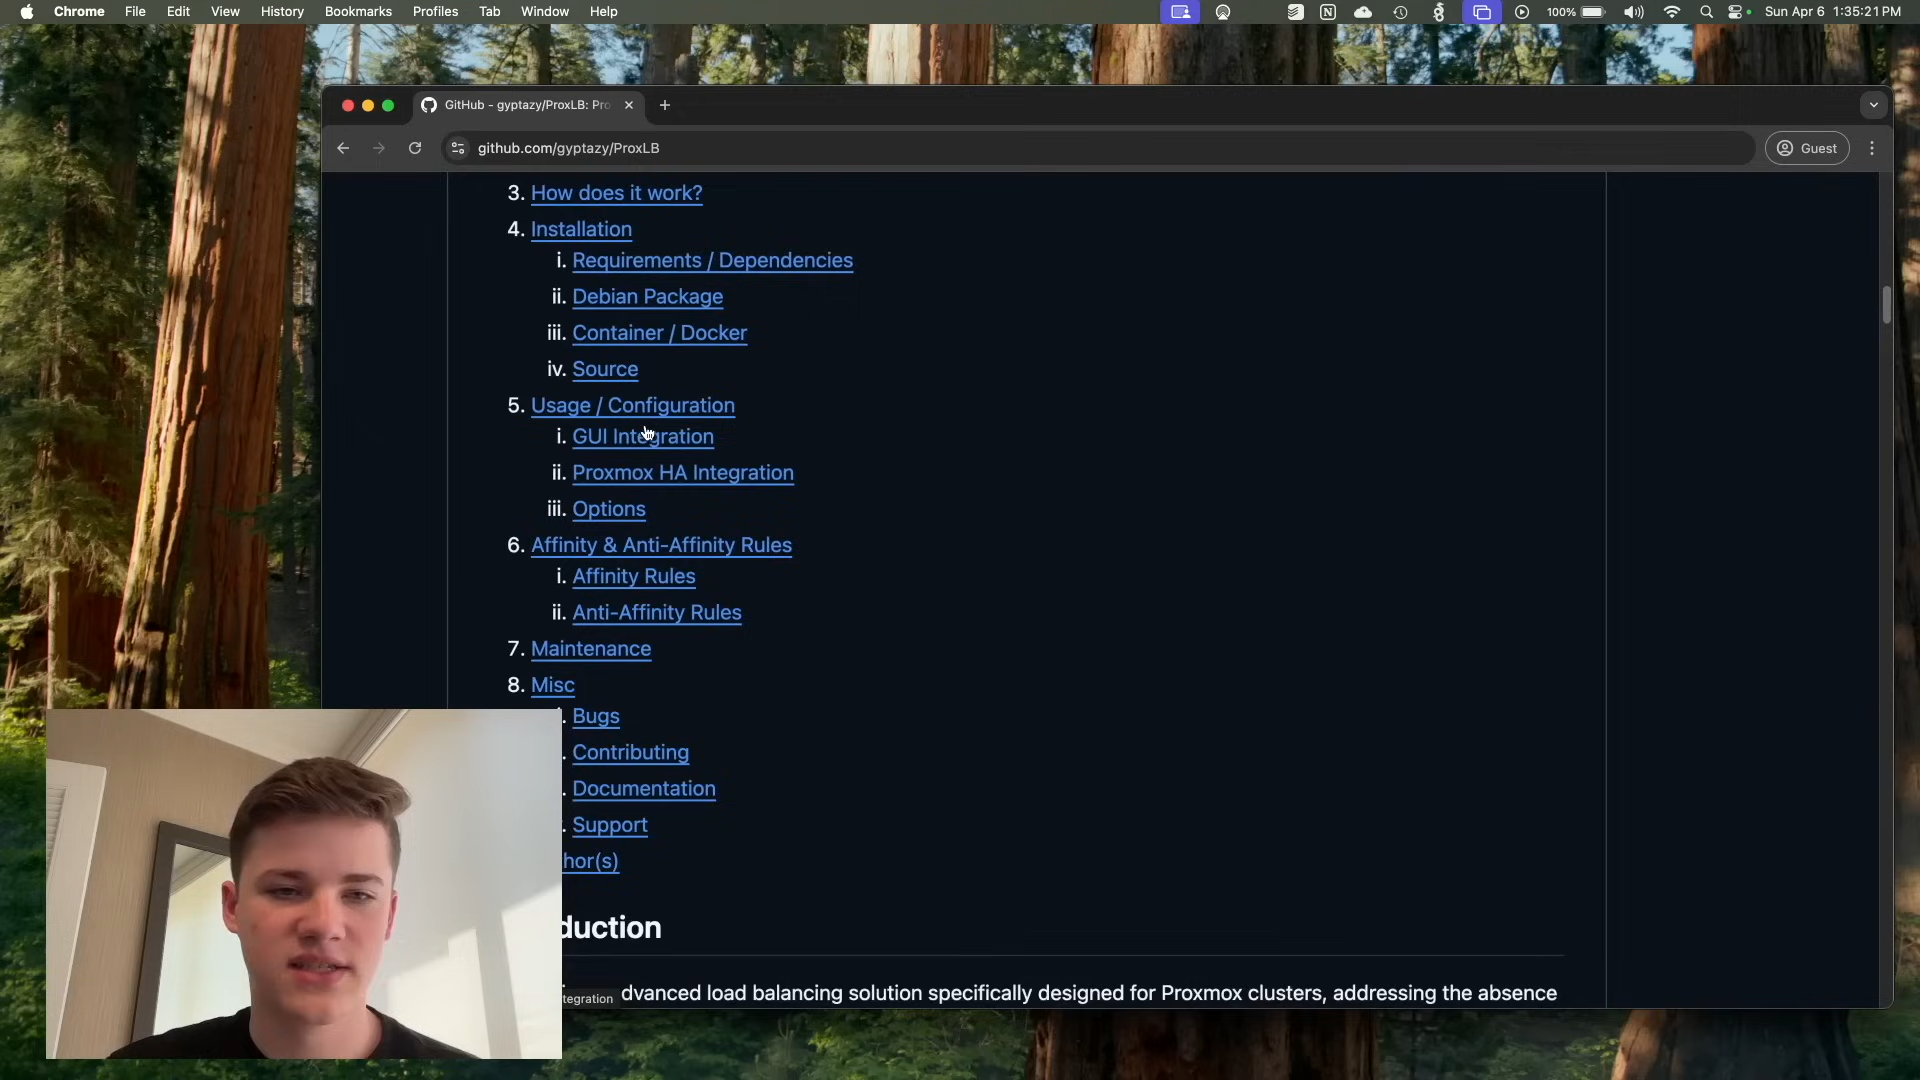 Chrome File Edit View History Bookmarks Profiles Tab Window Help 100% Sun Apr 6 1:35:21 PM
GitHub - gyptazy/ProxLB: Pro
github.com/gyptazy/ProxLB Guest
3. How does it work?
4. Installation
i. Requirements / Dependencies
ii. Debian Package
iii. Container / Docker
iv. Source
5. Usage / Configuration
i. GUI Integration
ii. Proxmox HA Integration
iii. Options
6. Affinity & Anti-Affinity Rules
i. Affinity Rules
ii. Anti-Affinity Rules
7. Maintenance
8. Misc
. Bugs
. Contributing
. Documentation
. Support
hor(s)
duction
dvanced load balancing solution specifically designed for Proxmox clusters, addressing the absence
tegration